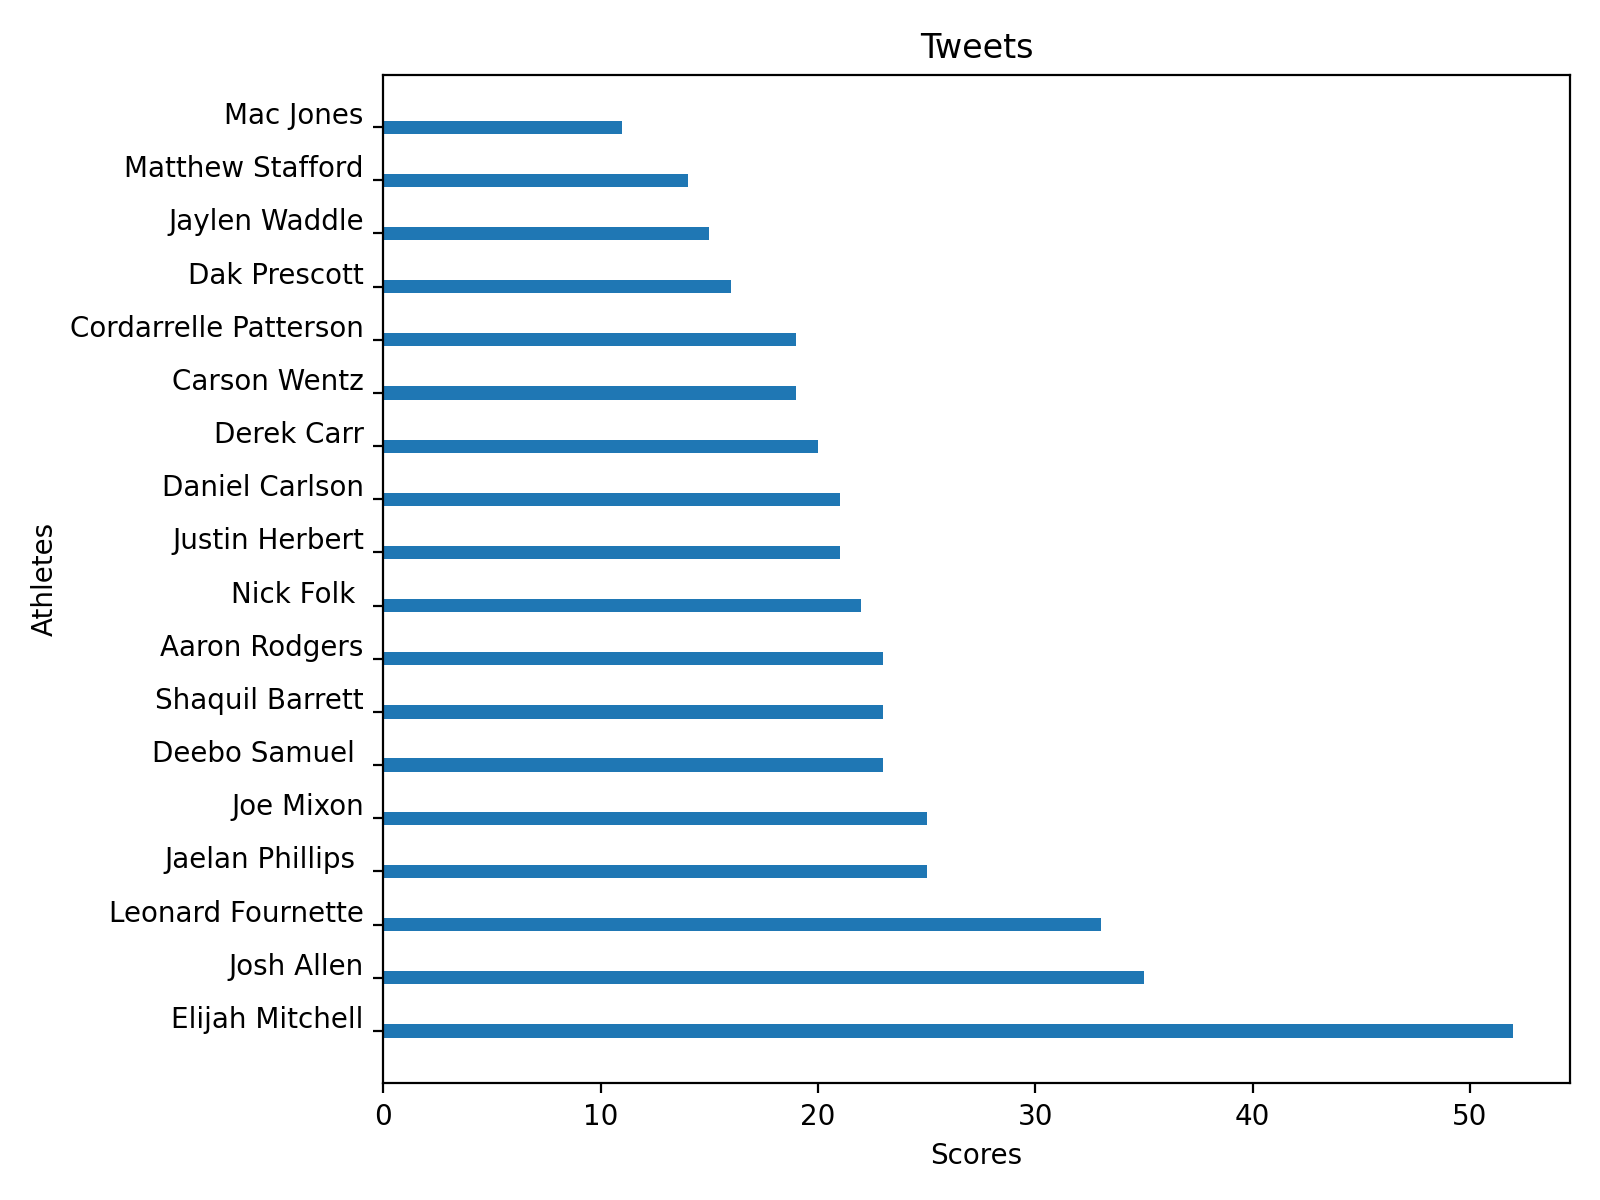 Tweets
Mac Jones
Matthew Stafford
Jaylen Waddle
Dak Prescott
Cordarrelle Patterson
Carson Wentz
Derek Carr
Daniel Carlson
Justin Herbert
Nick Folk
Aaron Rodgers
Shaquil Barrett
Deebo Samuel
Joe Mixon
Jaelan Phillips
Leonard Fournette
Josh Allen
Elijah Mitchell
Athletes
0 10 20 30 40 50
Scores